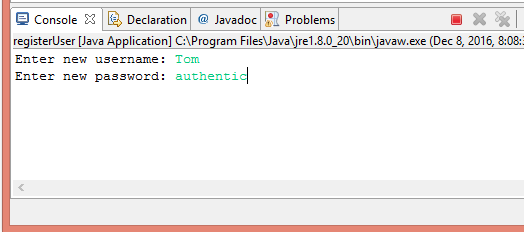 Console Declaration @ Javadoc Problems
registerUser [Java Application] C:\Program Files\Java\jre1.8.0_20\bin\javaw.exe (Dec 8, 2016, 8:08:
Enter new username: Tom
Enter new password: authentic